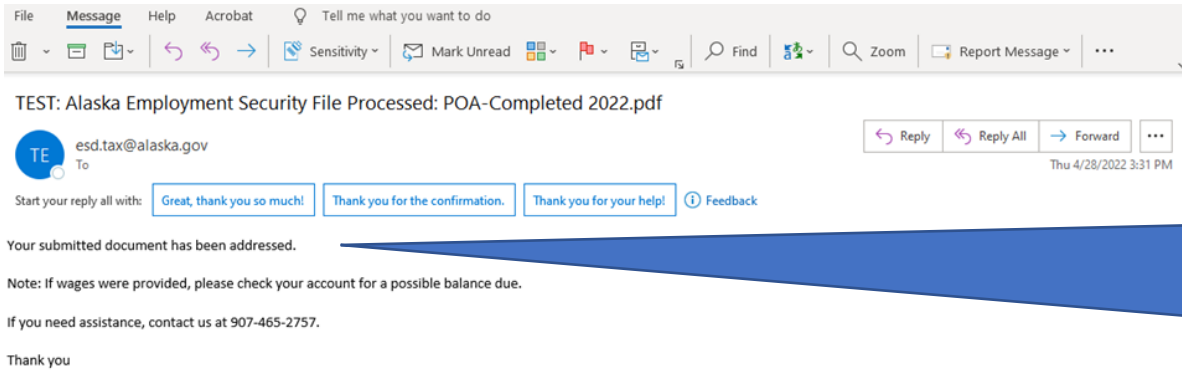 File Message Help Acrobat Tell me what you want to do
Sensitivity Mark Unread Find Zoom Report Message ...
TEST: Alaska Employment Security File Processed: POA-Completed 2022.pdf
TE
esd.tax@alaska.gov
To
Reply Reply All Forward ...
Thu 4/28/2022 3:31 PM
Start your reply all with: Great, thank you so much! Thank you for the confirmation. Thank you for your help! Feedback
Your submitted document has been addressed.
Note: If wages were provided, please check your account for a possible balance due.
If you need assistance, contact us at 907-465-2757.
Thank you